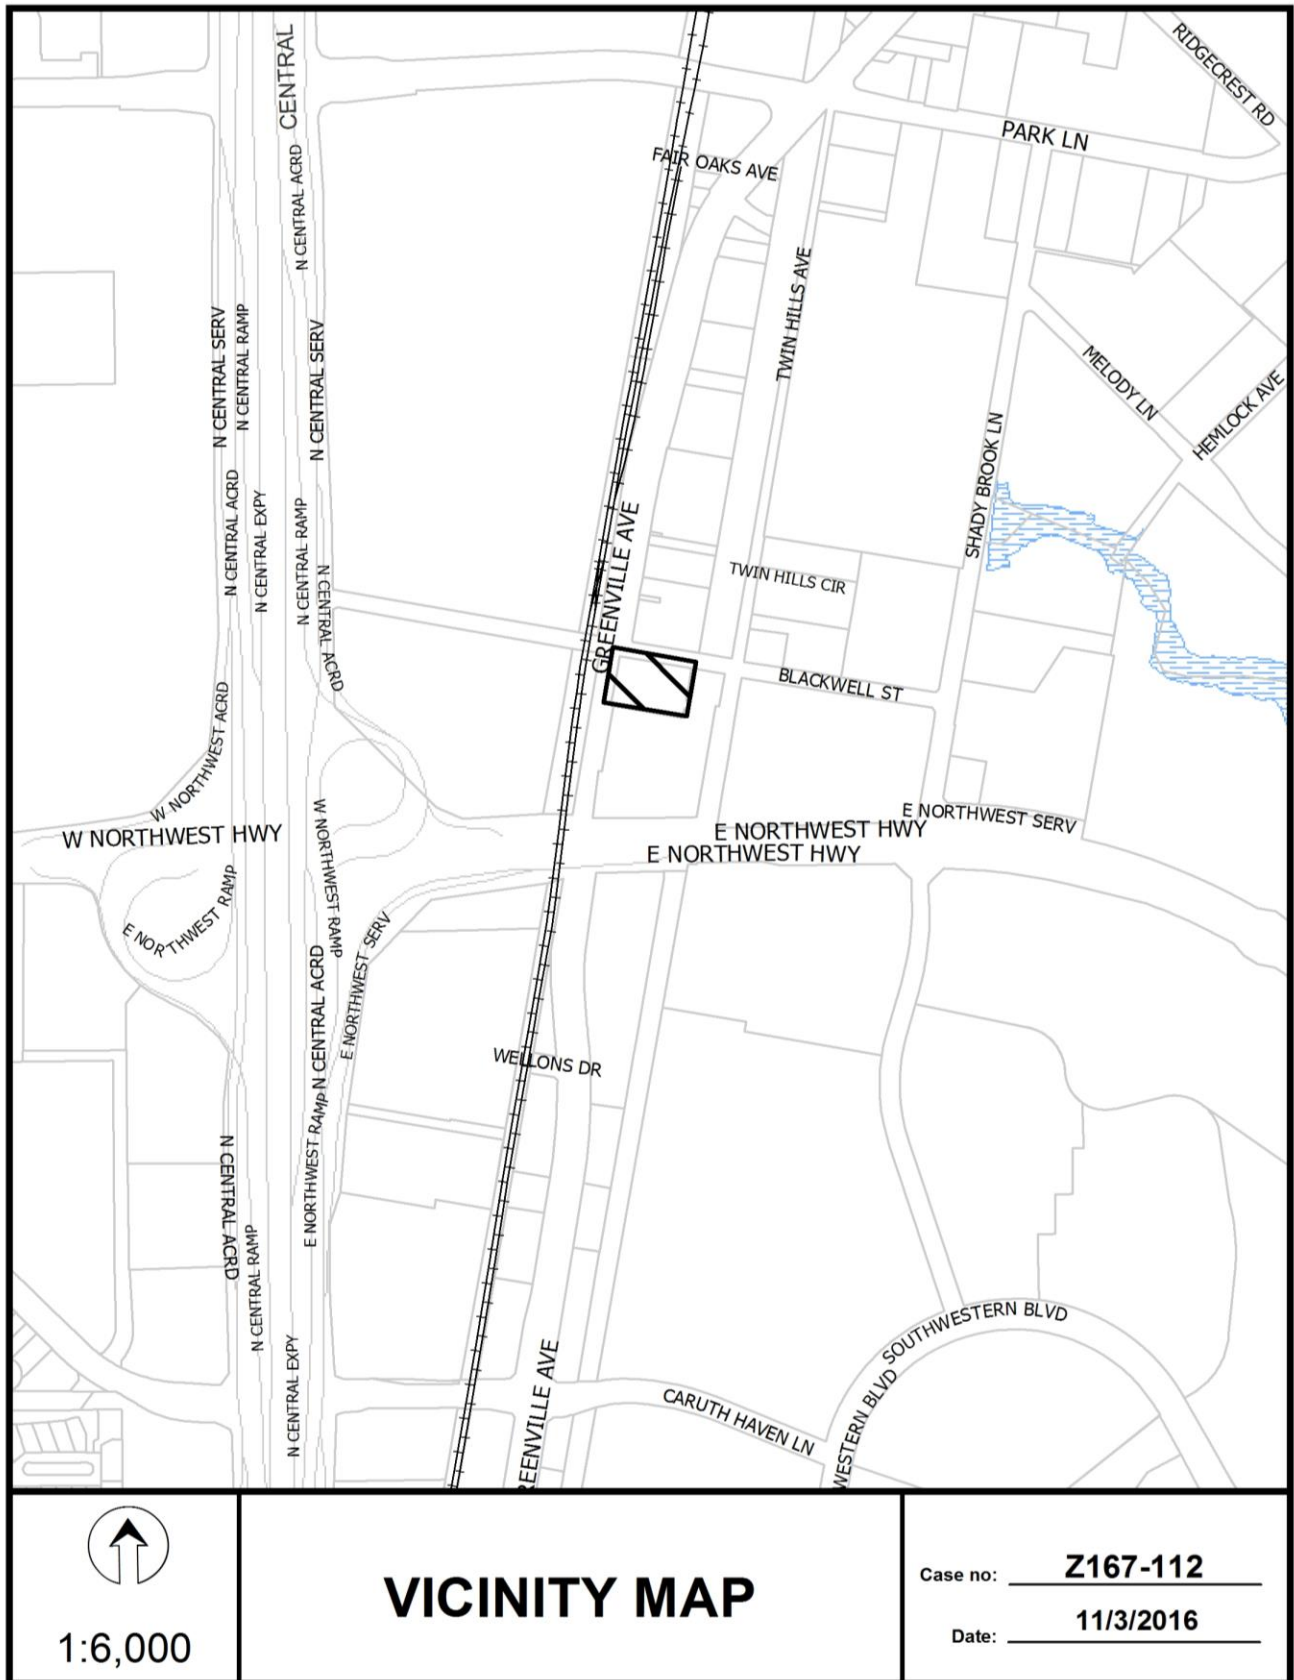 RIDGECREST RD
CENTRAL
PARK LN
N CENTRAL ACRD
FAIR OAKS AVE
TWIN HILLS AVE
N CENTRAL SERV
N CENTRAL RAMP
N CENTRAL SERV
MELODY LN
HEMLOCK AVE
SHADY BROOK LN
N CENTRAL ACRD
N CENTRAL EXPY
N CENTRAL RAMP
GREENVILLE AVE
N CENTRAL ACRD
TWIN HILLS CIR
BLACKWELL ST
W NORTHWEST ACRD
W NORTHWEST HWY
W NORTHWEST RAMP
E NORTHWEST SERV
E NORTHWEST HWY
E NORTHWEST HWY
E NORTHWEST RAMP
E NORTHWEST SERV
N CENTRAL ACRD
WELLONS DR
E NORTHWEST RAMP
N CENTRAL ACRD
N CENTRAL RAMP
N CENTRAL EXPY
SOUTHWESTERN BLVD
REENVILLE AVE
CARUTH HAVEN LN
WESTERN BLVD
1:6,000
VICINITY MAP
Case no: Z167-112
Date: 11/3/2016